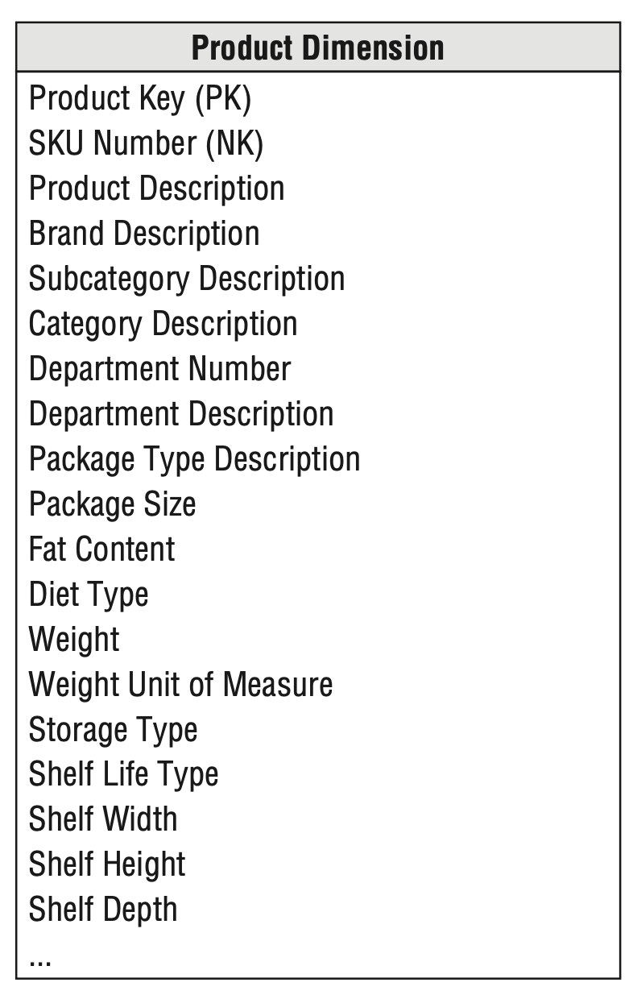 Product Dimension
Product Key (PK)
SKU Number (NK)
Product Description
Brand Description
Subcategory Description
Category Description
Department Number
Department Description
Package Type Description
Package Size
Fat Content
Diet Type
Weight
Weight Unit of Measure
Storage Type
Shelf Life Type
Shelf Width
Shelf Height
Shelf Depth
...